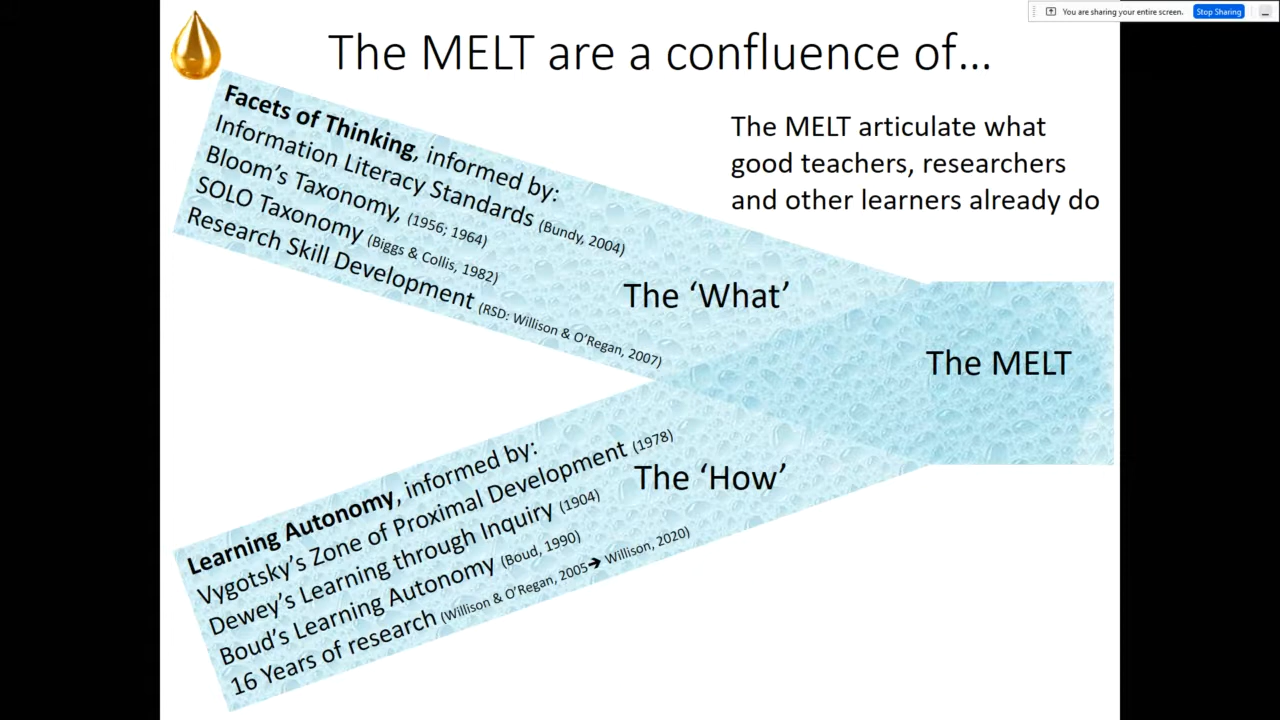 You are sharing your entire screen.
Stop Sharing
The MELT are a confluence of...
Facets of Thinking, informed by:
Information Literacy Standards (Bundy, 2004)
Bloom's Taxonomy, (1956; 1964)
SOLO Taxonomy (Biggs & Collis, 1982)
Research Skill Development (RSD: Willison & O'Regan, 2007)
The MELT articulate what
good teachers, researchers
and other learners already do
The ‘What’
The MELT
The ‘How’
Learning Autonomy, informed by:
Vygotsky's Zone of Proximal Development (1978)
Dewey's Learning through Inquiry (1904)
Boud's Learning Autonomy (Boud, 1990)
16 Years of research (Willison & O'Regan, 2005➔ Willison, 2020)